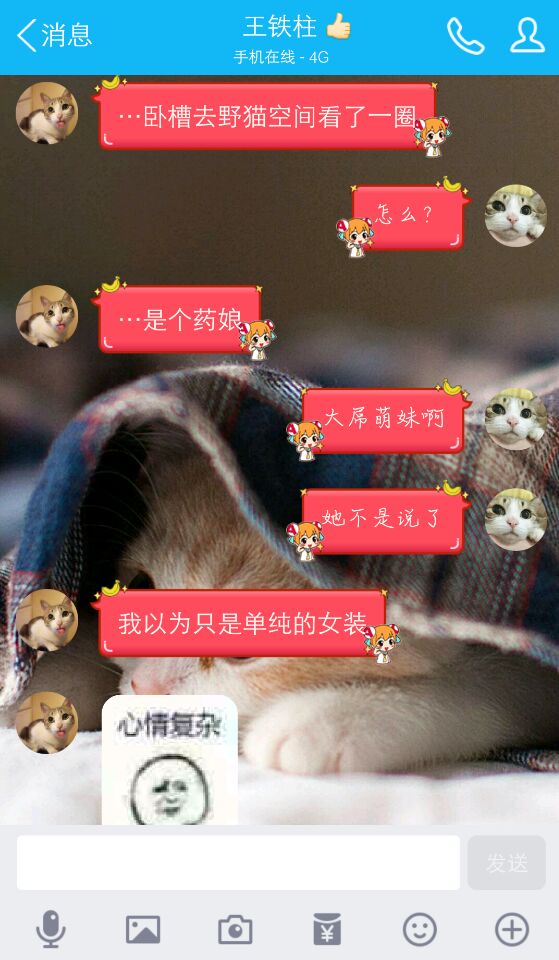 消息
王铁柱👍
手机在线 - 4G
…卧槽去野猫空间看了一圈
怎么？
…是个药娘
大屌萌妹啊
她不是说了
我以为只是单纯的女装
心情复杂
发送
¥